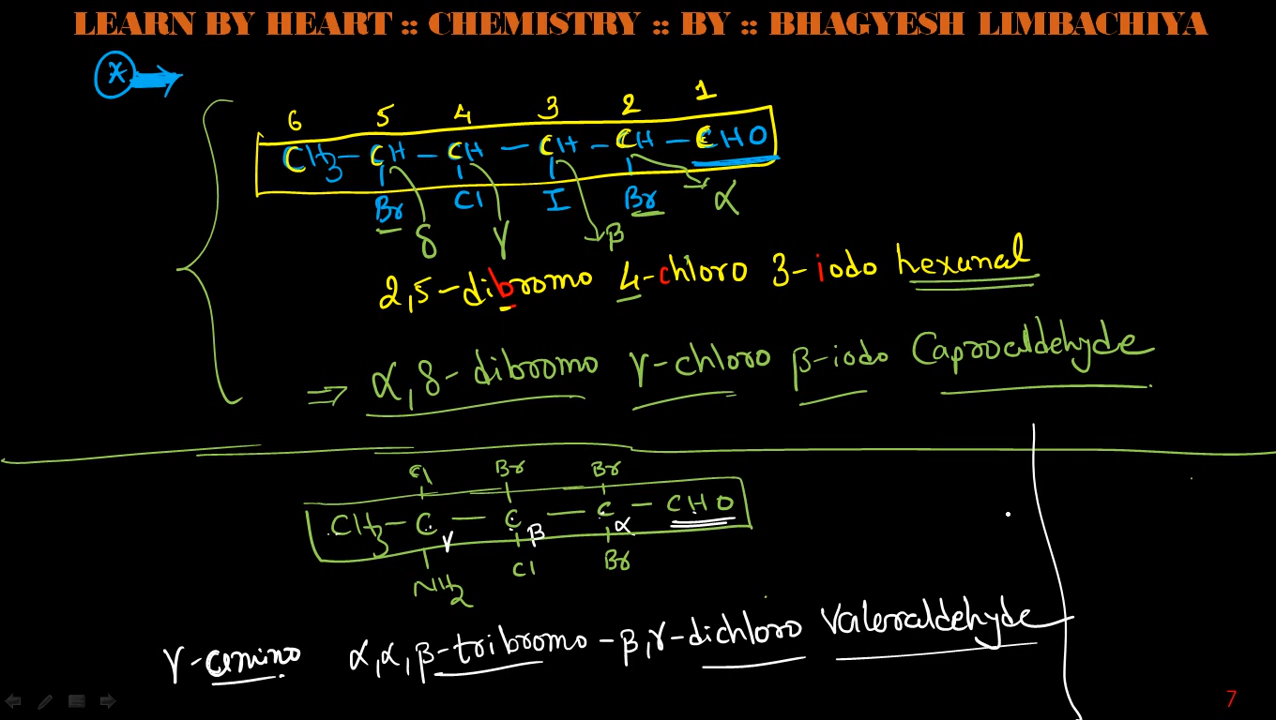 LEARN BY HEART :: CHEMISTRY :: BY :: BHAGYESH LIMBACHIYA
*
6 5 4 3 2 1
CH3 – CH – CH – CH – CH – CHO
Br Cl I Br α
δ γ β
2,5-dibromo 4-chloro 3-iodo hexanal
⇒ α,δ-dibromo γ-chloro β-iodo Caproaldehyde
Cl Br Br
CH3 – C – C – C – CHO
γ β α
NH2 Cl Br
γ-amino α,α,β-tribromo-β,γ-dichloro Valeraldehyde
7